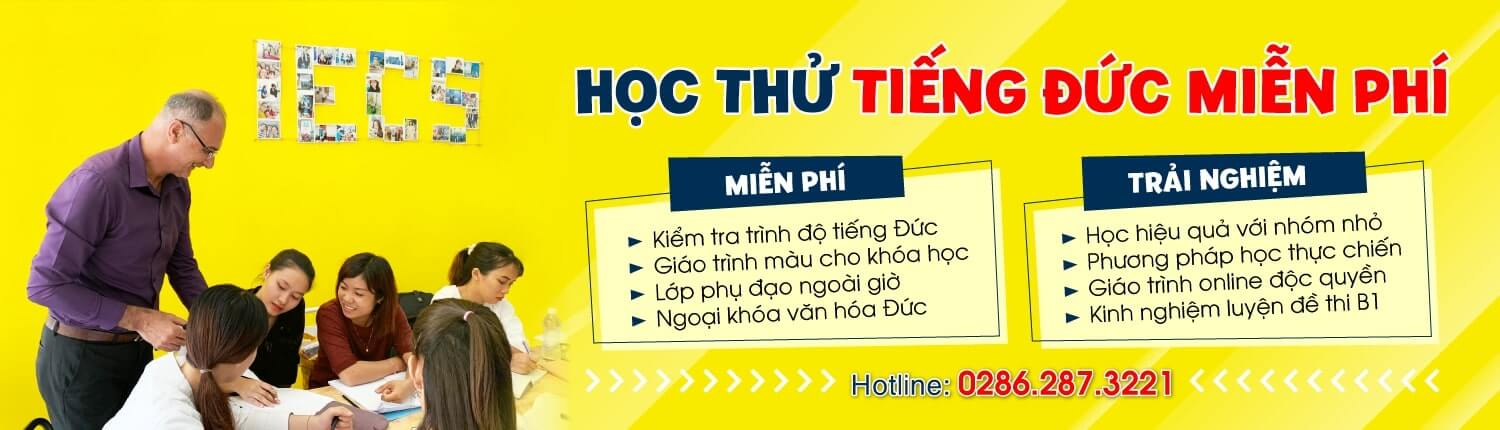 IECS
HỌC THỬ TIẾNG ĐỨC MIỄN PHÍ
MIỄN PHÍ
► Kiểm tra trình độ tiếng Đức
► Giáo trình màu cho khóa học
► Lớp phụ đạo ngoài giờ
► Ngoại khóa văn hóa Đức
TRẢI NGHIỆM
► Học hiệu quả với nhóm nhỏ
► Phương pháp học thực chiến
► Giáo trình online độc quyền
► Kinh nghiệm luyện đề thi B1
Hotline: 0286.287.3221